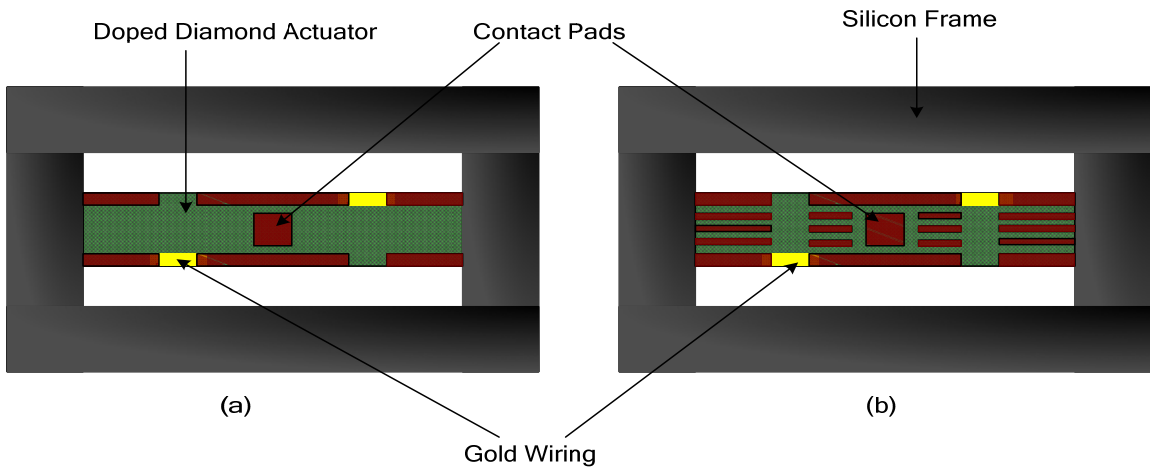 Silicon Frame
Doped Diamond Actuator
Contact Pads
(a)
(b)
Gold Wiring